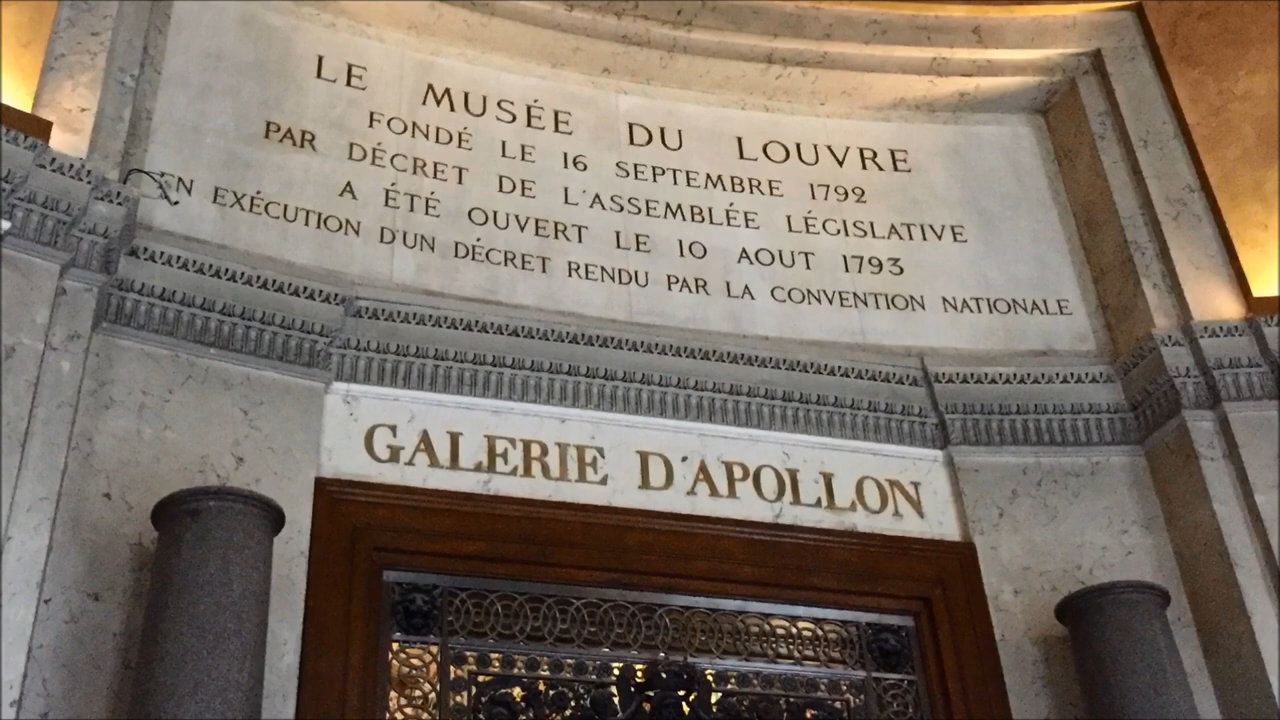 LE MUSÉE DU LOUVRE
FONDÉ LE 16 SEPTEMBRE 1792
PAR DÉCRET DE L'ASSEMBLÉE LÉGISLATIVE
A ÉTÉ OUVERT LE 10 AOUT 1793
EN EXÉCUTION D'UN DÉCRET RENDU PAR LA CONVENTION NATIONALE
GALERIE D'APOLLON